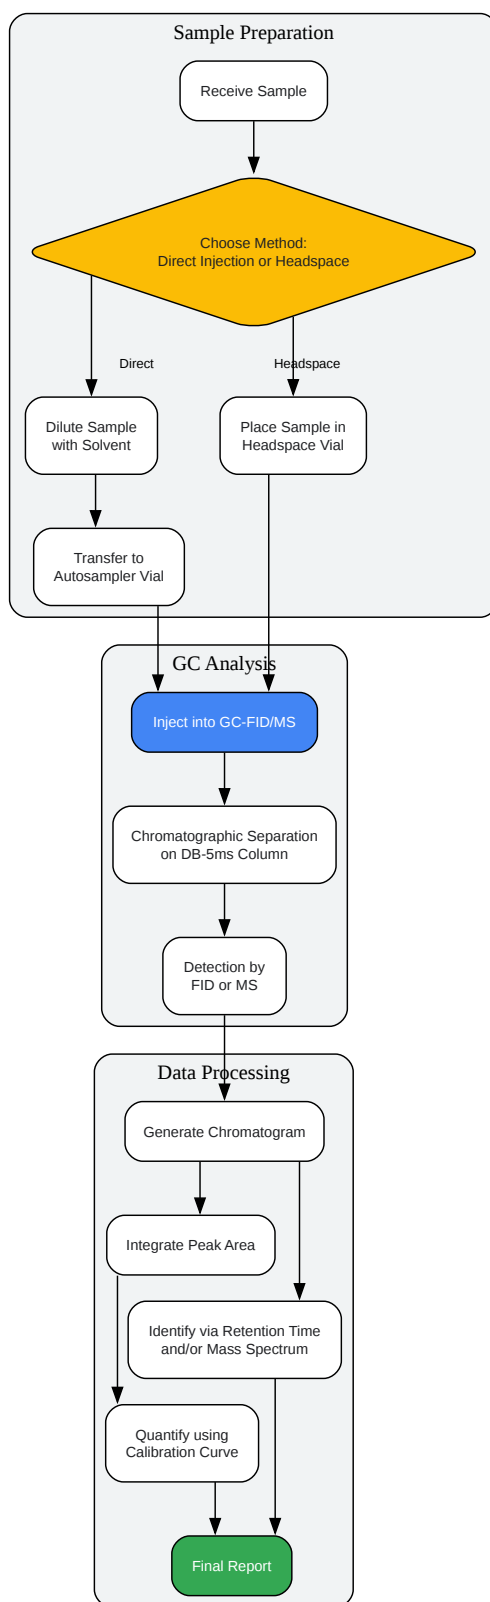 Sample Preparation
Receive Sample
Choose Method:
Direct Injection or Headspace
Direct
Headspace
Dilute Sample
with Solvent
Place Sample in
Headspace Vial
Transfer to
Autosampler Vial
GC Analysis
Inject into GC-FID/MS
Chromatographic Separation
on DB-5ms Column
Detection by
FID or MS
Data Processing
Generate Chromatogram
Integrate Peak Area
Identify via Retention Time
and/or Mass Spectrum
Quantify using
Calibration Curve
Final Report